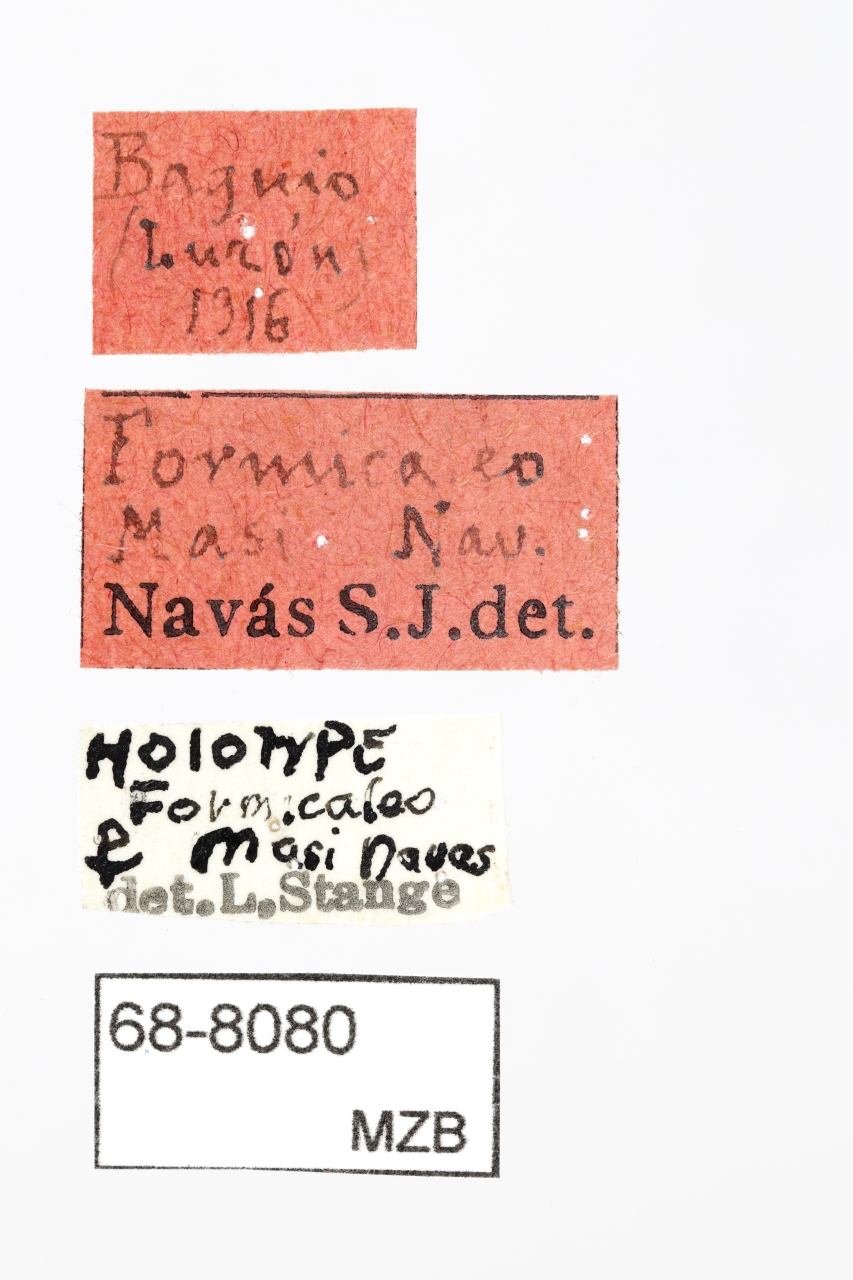 Baguio
(Luzón)
1916
Formicaleo
Masi Nav.
Navás S.J. det.
HOLOTYPE
Formicaleo
♀ Masi Navas
det. L. Stange
68-8080
MZB